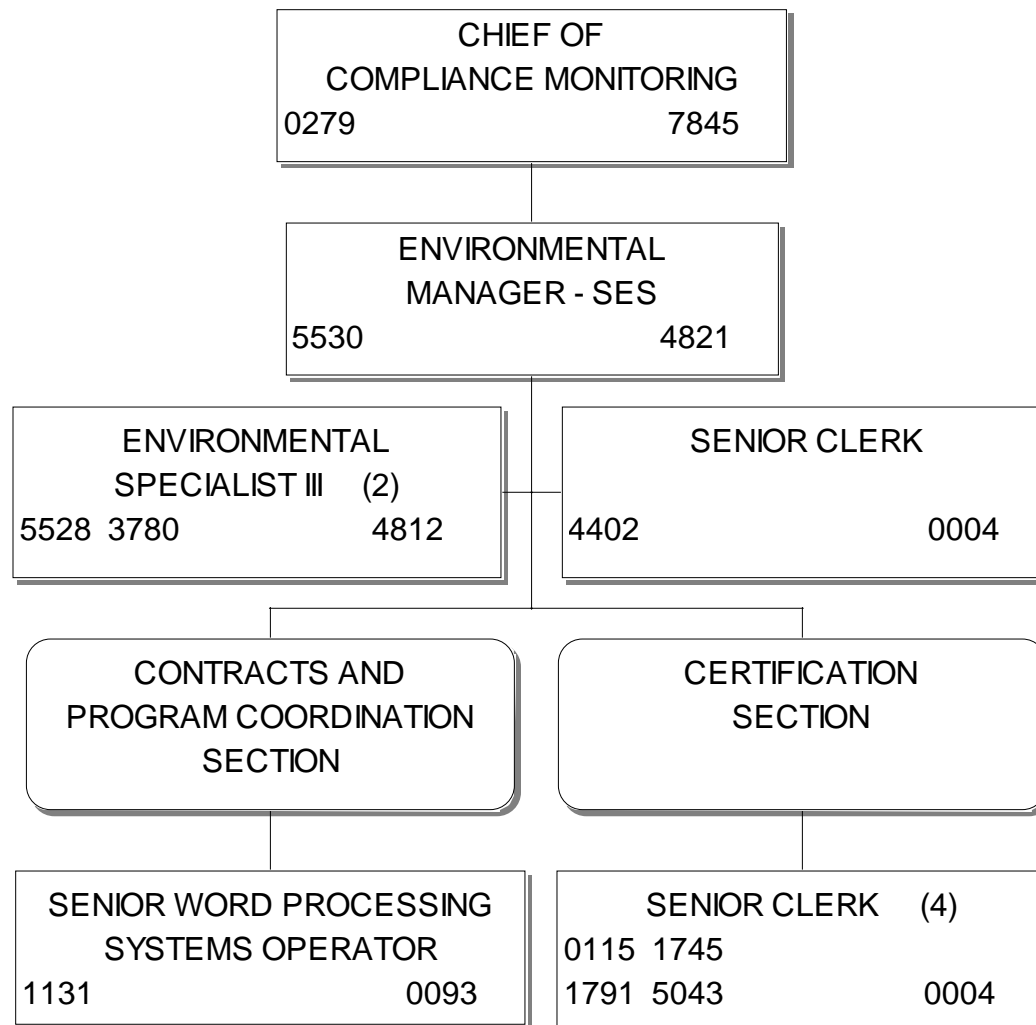 CHIEF OF
COMPLIANCE MONITORING
0279 7845
ENVIRONMENTAL
MANAGER - SES
5530 4821
ENVIRONMENTAL
SPECIALIST III (2)
5528 3780 4812
SENIOR CLERK
4402 0004
CONTRACTS AND
PROGRAM COORDINATION
SECTION
CERTIFICATION
SECTION
SENIOR WORD PROCESSING
SYSTEMS OPERATOR
1131 0093
SENIOR CLERK (4)
0115 1745
1791 5043 0004